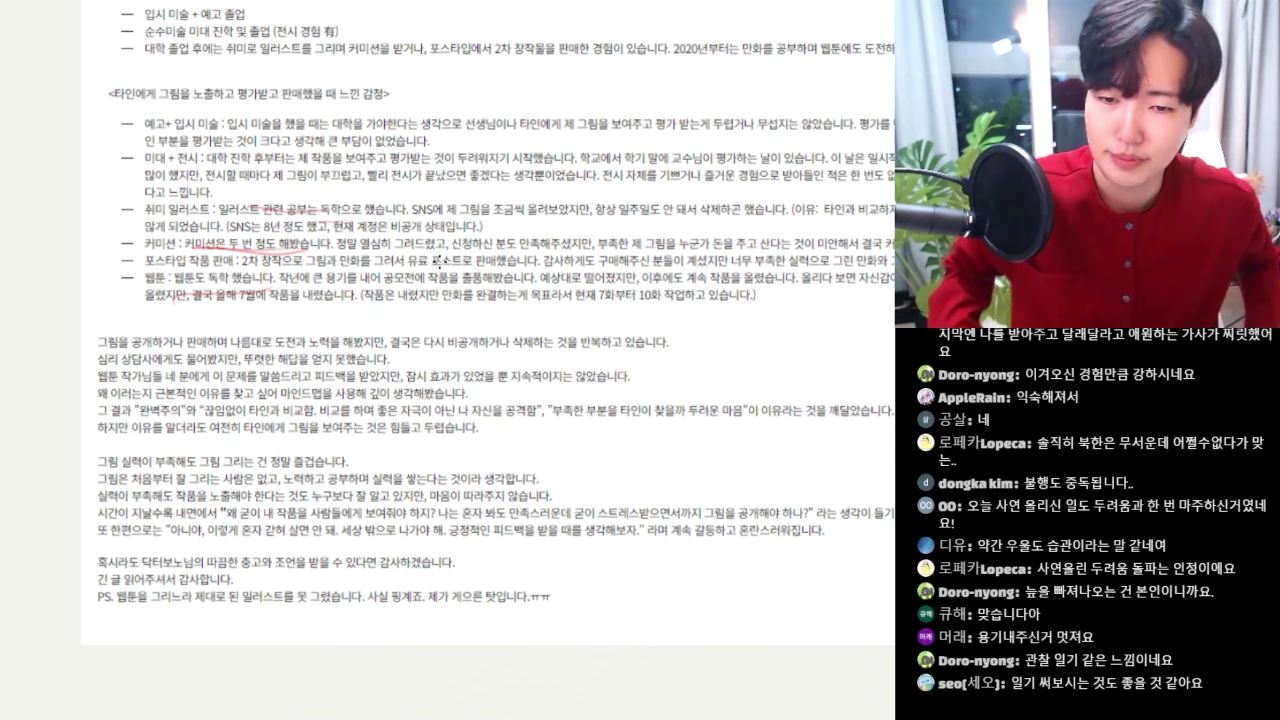 — 입시 미술 + 예고 졸업
— 순수미술 미대 진학 및 졸업 (전시 경험 有)
— 대학 졸업 후에는 취미로 일러스트를 그리며 커미션을 받거나, 포스타입에서 2차 창작물을 판매한 경험이 있습니다. 2020년부터는 만화를 공부하며 웹툰에도 도전하
<타인에게 그림을 노출하고 평가받고 판매했을 때 느낀 감정>
— 예고+ 입시 미술 : 입시 미술을 했을 때는 대학을 가야한다는 생각으로 선생님이나 타인에게 제 그림을 보여주고 평가 받는게 두렵거나 무섭지는 않았습니다. 평가를
인 부분을 평가받는 것이 크다고 생각해 큰 부담이 없었습니다.
— 미대 + 전시 : 대학 진학 후부터는 제 작품을 보여주고 평가받는 것이 두려워지기 시작했습니다. 학교에서 학기 말에 교수님이 평가하는 날이 있습니다. 이 날은 일시적
많이 했지만, 전시할 때마다 제 그림이 부끄럽고, 빨리 전시가 끝났으면 좋겠다는 생각뿐이었습니다. 전시 자체를 기쁘거나 즐거운 경험으로 받아들인 적은 한 번도 없
다고 느낍니다.
— 취미 일러스트 : 일러스트 관련 공부는 독학으로 했습니다. SNS에 제 그림을 조금씩 올려보았지만, 항상 일주일도 안 돼서 삭제하곤 했습니다. (이유: 타인과 비교하지
않게 되었습니다. (SNS는 8년 정도 했고, 현재 계정은 비공개 상태입니다.)
— 커미션 : 커미션은 두 번 정도 해봤습니다. 정말 열심히 그려드렸고, 신청하신 분도 만족해주셨지만, 부족한 제 그림을 누군가 돈을 주고 산다는 것이 미안해서 결국 커
— 포스타입 작품 판매 : 2차 창작으로 그림과 만화를 그려서 유료 포스트로 판매했습니다. 감사하게도 구매해주신 분들이 계셨지만 너무 부족한 실력으로 그린 만화와 그
— 웹툰 : 웹툰도 독학 했습니다. 작년에 큰 용기를 내어 공모전에 작품을 출품해봤습니다. 예상대로 떨어졌지만, 이후에도 계속 작품을 올렸습니다. 올리다 보면 자신감이
올렸지만, 결국 올해 7월에 작품을 내렸습니다. (작품은 내렸지만 만화를 완결하는게 목표라서 현재 7화부터 10화 작업하고 있습니다.)
그림을 공개하거나 판매하며 나름대로 도전과 노력을 해봤지만, 결국은 다시 비공개하거나 삭제하는 것을 반복하고 있습니다.
심리 상담사에게도 물어봤지만, 뚜렷한 해답을 얻지 못했습니다.
웹툰 작가님들 네 분에게 이 문제를 말씀드리고 피드백을 받았지만, 잠시 효과가 있었을 뿐 지속적이지는 않았습니다.
왜 이러는지 근본적인 이유를 찾고 싶어 마인드맵을 사용해 깊이 생각해봤습니다.
그 결과 "완벽주의"와 "끊임없이 타인과 비교함. 비교를 하며 좋은 자극이 아닌 나 자신을 공격함", "부족한 부분을 타인이 찾을까 두려운 마음"이 이유라는 것을 깨달았습니다.
하지만 이유를 알더라도 여전히 타인에게 그림을 보여주는 것은 힘들고 두렵습니다.
그림 실력이 부족해도 그림 그리는 건 정말 즐겁습니다.
그림은 처음부터 잘 그리는 사람은 없고, 노력하고 공부하며 실력을 쌓는다는 것이라 생각합니다.
실력이 부족해도 작품을 노출해야 한다는 것도 누구보다 잘 알고 있지만, 마음이 따라주지 않습니다.
시간이 지날수록 내면에서 "왜 굳이 내 작품을 사람들에게 보여줘야 하지? 나는 혼자 봐도 만족스러운데 굳이 스트레스받으면서까지 그림을 공개해야 하나?" 라는 생각이 들기
또 한편으로는 "아니야, 이렇게 혼자 갇혀 살면 안 돼. 세상 밖으로 나가야 해. 긍정적인 피드백을 받을 때를 생각해보자." 라며 계속 갈등하고 혼란스러워집니다.
혹시라도 닥터보노님의 따끔한 충고와 조언을 받을 수 있다면 감사하겠습니다.
긴 글 읽어주셔서 감사합니다.
PS. 웹툰을 그리느라 제대로 된 일러스트를 못 그렸습니다. 사실 핑계죠. 제가 게으른 탓입니다.ㅠㅠ
지막엔 나를 받아주고 달래달라고 애원하는 가사가 찌릿했어
요
Doro-nyong: 이겨오신 경험만큼 강하시네요
AppleRain: 익숙해져서
공살: 네
로페카Lopeca: 솔직히 북한은 무서운데 어쩔수없다가 맞
는..
dongka kim: 불행도 중독됩니다..
OO: 오늘 사연 올리신 일도 두려움과 한 번 마주하신거였네
요!
디유: 약간 우울도 습관이라는 말 같네여
로페카Lopeca: 사연올린 두려움 돌파는 인정이에요
Doro-nyong: 늪을 빠져나오는 건 본인이니까요.
큐해: 맞습니다아
머래: 용기내주신거 멋져요
Doro-nyong: 관찰 일기 같은 느낌이네요
seo(세오): 일기 써보시는 것도 좋을 것 같아요